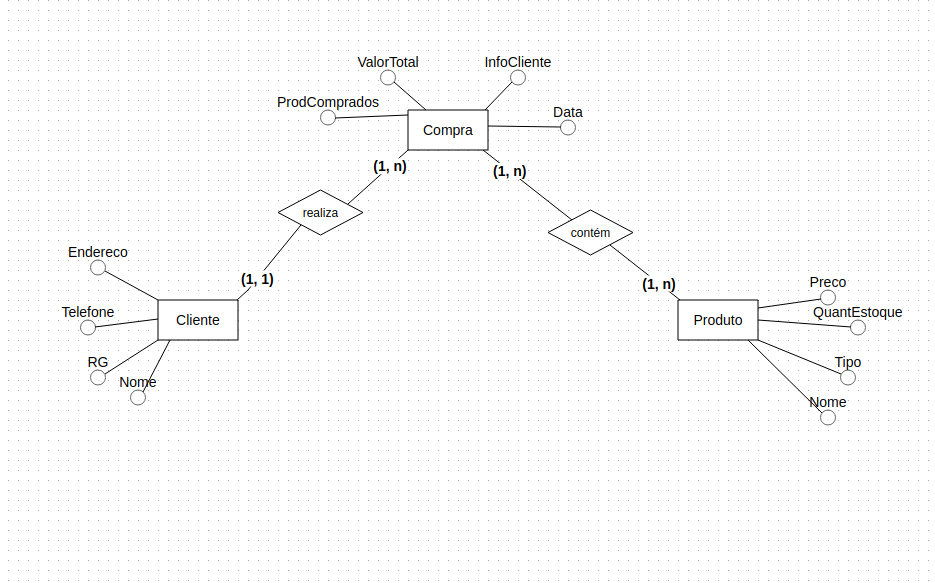 ValorTotal
InfoCliente
ProdComprados
Data
Compra
(1, n)
(1, n)
realiza
contém
Endereco
(1, 1)
(1, n)
Preco
Telefone
Cliente
Produto
QuantEstoque
RG
Tipo
Nome
Nome